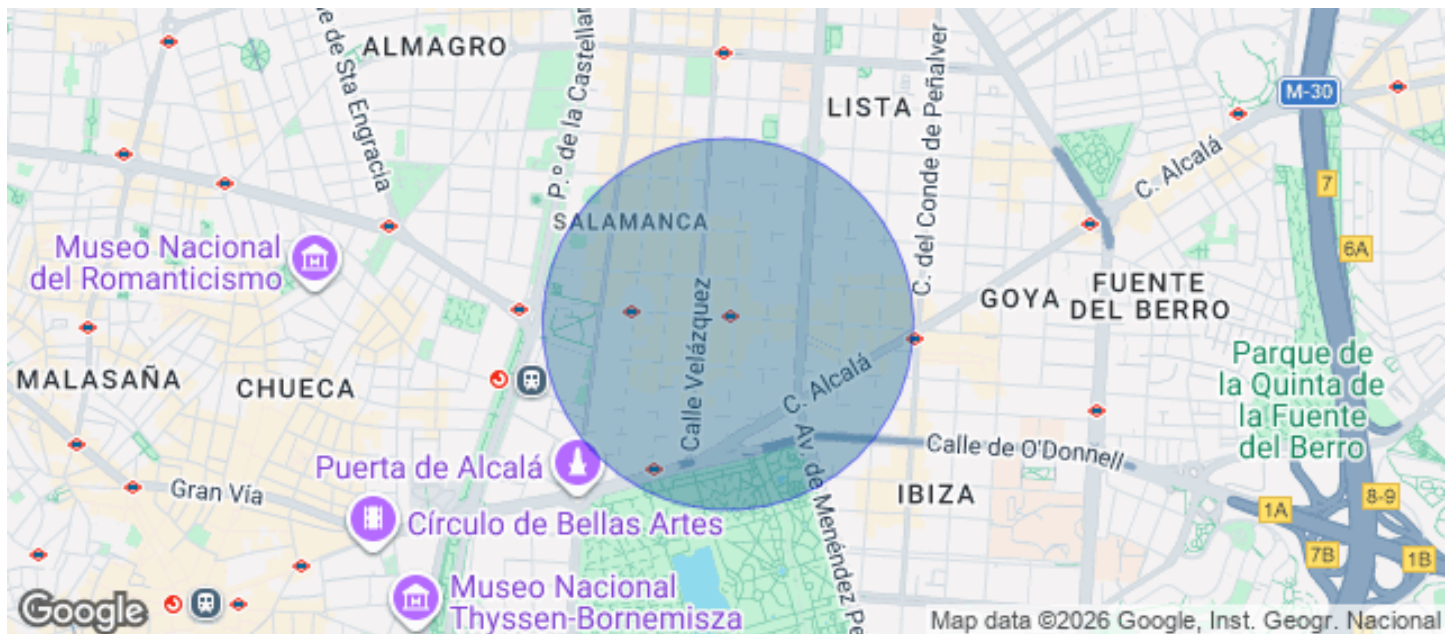 e de Sta Engracia
ALMAGRO
P.º de la Castellan
LISTA
C. del Conde de Peñalver
M-30
C. Alcalá
7
6A
SALAMANCA
Museo Nacional
del Romanticismo
Calle Velázquez
GOYA
FUENTE
DEL BERRO
MALASAÑA
CHUECA
C. Alcalá
Parque de
la Quinta de
la Fuente
del Berro
Puerta de Alcalá
Av. de Menéndez Pe
Calle de O'Donnell
Gran Vía
IBIZA
Círculo de Bellas Artes
1A
8-9
7B
1B
Museo Nacional
Thyssen-Bornemisza
Google
Map data ©2026 Google, Inst. Geogr. Nacional